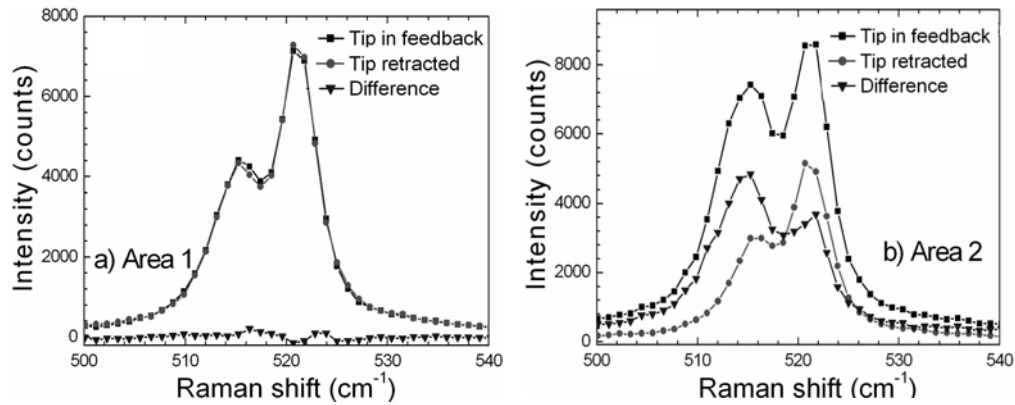 8000
6000
4000
2000
0
Intensity (counts)
Tip in feedback
Tip retracted
Difference
a) Area 1
500 510 520 530 540
Raman shift (cm⁻¹)
8000
6000
4000
2000
0
Intensity (counts)
Tip in feedback
Tip retracted
Difference
b) Area 2
500 510 520 530 540
Raman shift (cm⁻¹)